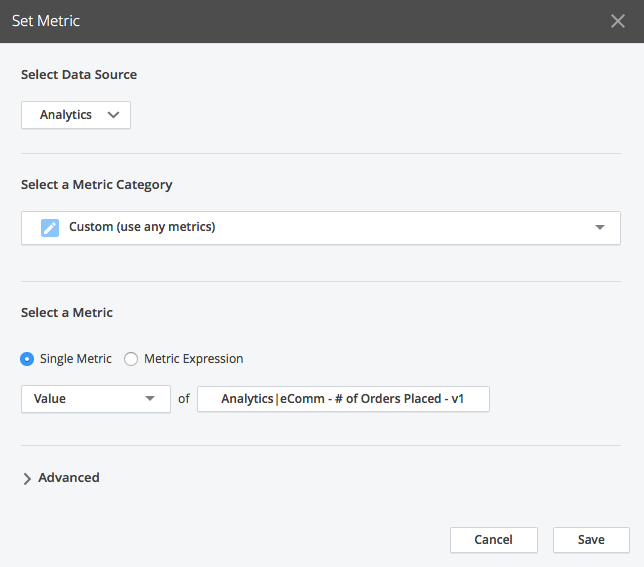 Set Metric
Select Data Source
Analytics
Select a Metric Category
Custom (use any metrics)
Select a Metric
Single Metric Metric Expression
Value of Analytics|eComm - # of Orders Placed - v1
Advanced
Cancel Save